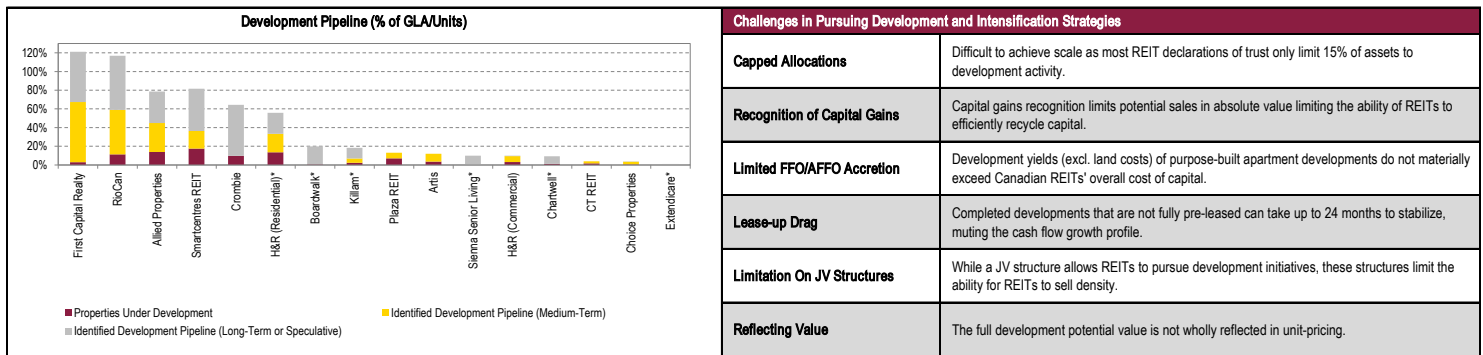 Development Pipeline (% of GLA/Units)
120%
100%
80%
60%
40%
20%
0%
First Capital Realty
RioCan
Allied Properties
Smartcentres REIT
Crombie
H&R (Residential)*
Boardwalk*
Killam*
Plaza REIT
Artis
Sienna Senior Living*
H&R (Commercial)
Chartwell*
CT REIT
Choice Properties
Extendicare*
Properties Under Development
Identified Development Pipeline (Medium-Term)
Identified Development Pipeline (Long-Term or Speculative)
Challenges in Pursuing Development and Intensification Strategies
Capped Allocations
Difficult to achieve scale as most REIT declarations of trust only limit 15% of assets to
development activity.
Recognition of Capital Gains
Capital gains recognition limits potential sales in absolute value limiting the ability of REITs to
efficiently recycle capital.
Limited FFO/AFFO Accretion
Development yields (excl. land costs) of purpose-built apartment developments do not materially
exceed Canadian REITs' overall cost of capital.
Lease-up Drag
Completed developments that are not fully pre-leased can take up to 24 months to stabilize,
muting the cash flow growth profile.
Limitation On JV Structures
While a JV structure allows REITs to pursue development initiatives, these structures limit the
ability for REITs to sell density.
Reflecting Value
The full development potential value is not wholly reflected in unit-pricing.